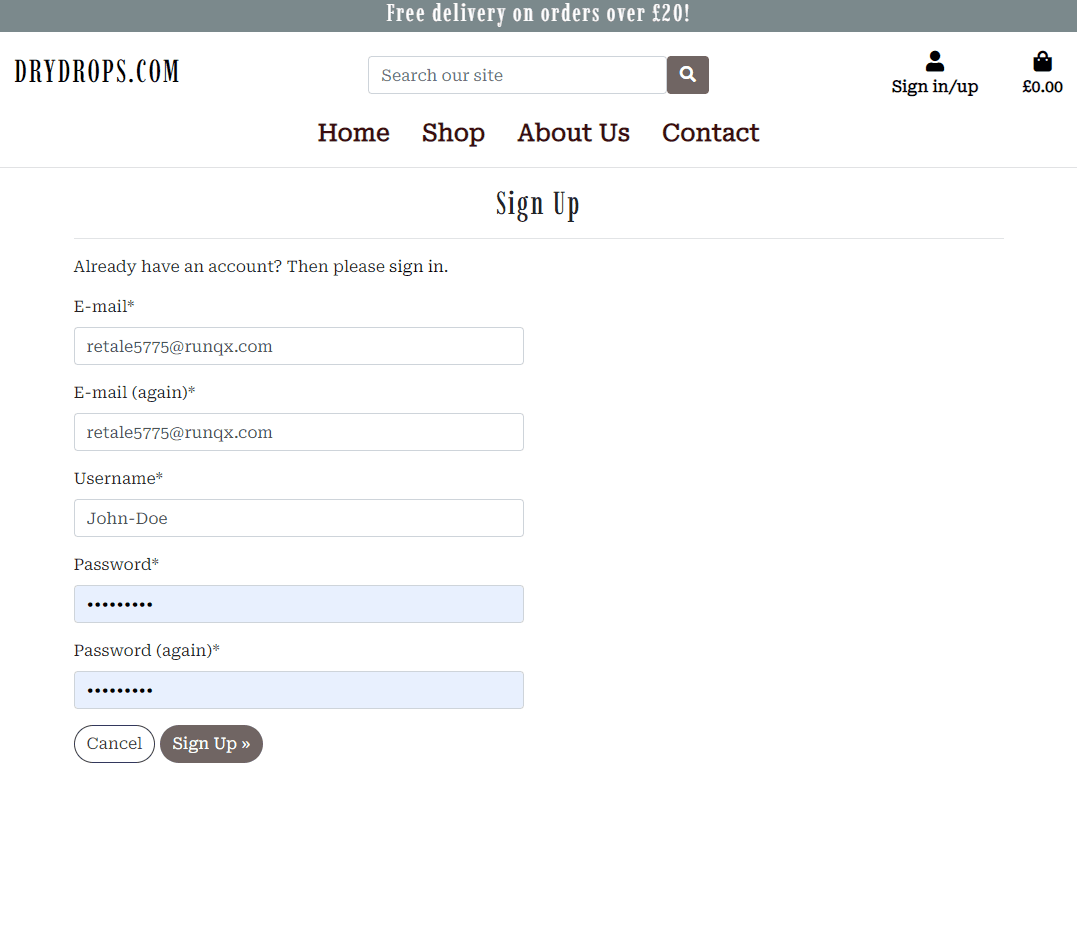 Free delivery on orders over £20!
DRYDROPS.COM
Search our site
Sign in/up
£0.00
Home Shop About Us Contact
Sign Up
Already have an account? Then please sign in.
E-mail*
retale5775@runqx.com
E-mail (again)*
retale5775@runqx.com
Username*
John-Doe
Password*
•••••••••
Password (again)*
•••••••••
Cancel Sign Up »